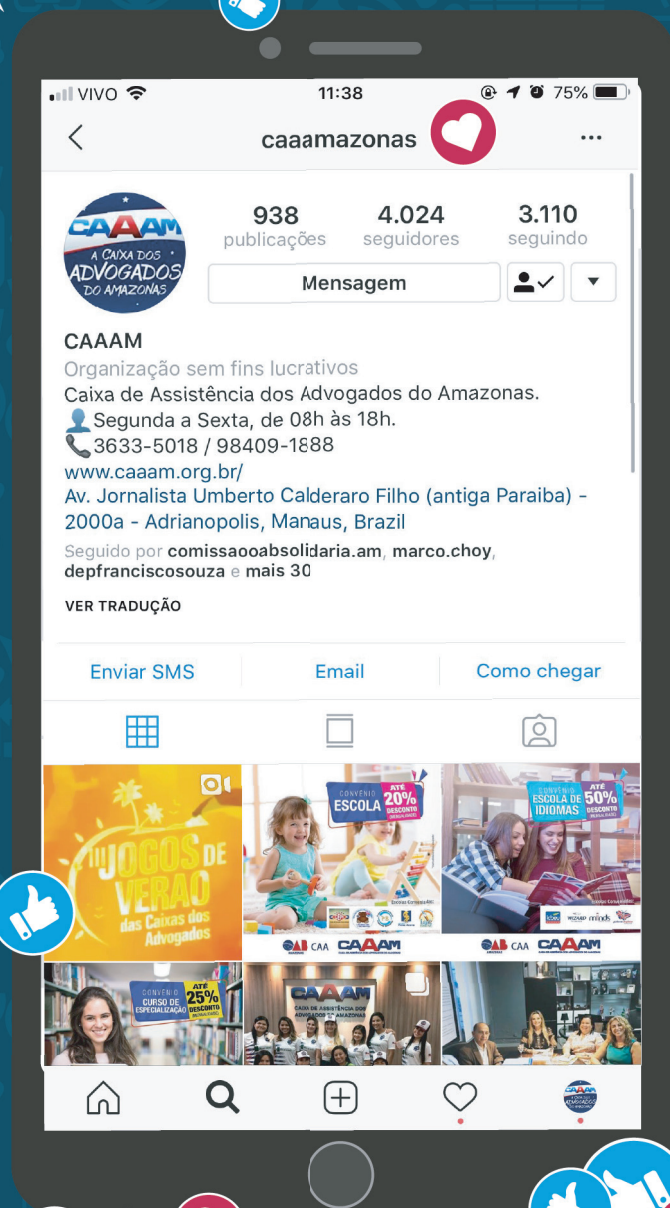 VIVO 11:38 75%
caaamazonas
CAAAM
A CAIXA DOS
ADVOGADOS
DO AMAZONAS
938 4.024 3.110
publicações seguidores seguindo
Mensagem
CAAAM
Organização sem fins lucrativos
Caixa de Assistência dos Advogados do Amazonas.
Segunda a Sexta, de 08h às 18h.
3633-5018 / 98409-1888
www.caaam.org.br/
Av. Jornalista Umberto Calderaro Filho (antiga Paraiba) -
2000a - Adrianopolis, Manaus, Brazil
Seguido por comissaooabsolidaria.am, marco.choy,
depfranciscosouza e mais 30
VER TRADUÇÃO
Enviar SMS Email Como chegar
III JOGOS DE
VERÃO
das Caixas dos
Advogados
CONVÊNIO
ESCOLA
ATÉ
20%
DESCONTO
OAB CAA CAAAM
CONVÊNIO
ESCOLA DE
IDIOMAS
ATÉ
50%
DESCONTO
WIZARD minds
OAB CAA CAAAM
CONVÊNIO
CURSO DE
ESPECIALIZAÇÃO
ATÉ
25%
DESCONTO
CAAAM
CAIXA DE ASSISTÊNCIA DOS
ADVOGADOS DO AMAZONAS